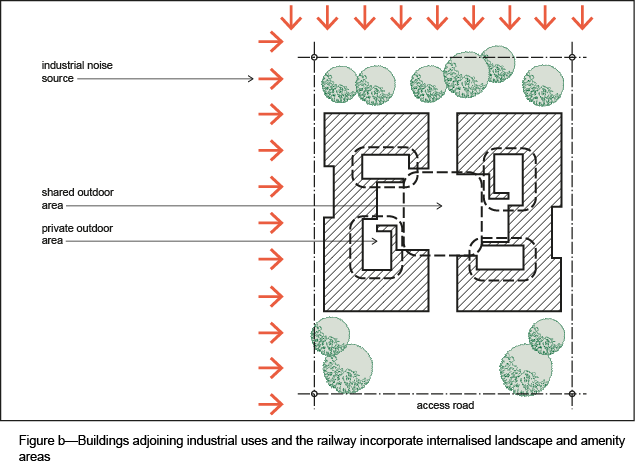 industrial noise
source
shared outdoor
area
private outdoor
area
access road
Figure b—Buildings adjoining industrial uses and the railway incorporate internalised landscape and amenity
areas